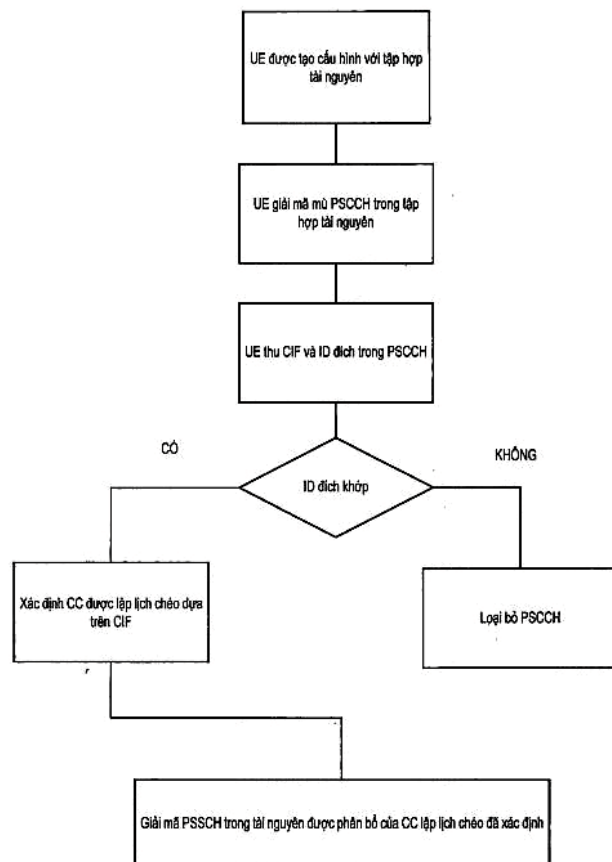 UE được tạo cấu hình với tập hợp
tài nguyên
UE giải mã mù PSCCH trong tập
hợp tài nguyên
UE thu CIF và ID đích trong PSCCH
CÓ
KHÔNG
ID đích khớp
Xác định CC được lập lịch chéo dựa
trên CIF
Loại bỏ PSCCH
Giải mã PSSCH trong tài nguyên được phân bổ của CC lập lịch chéo đã xác định